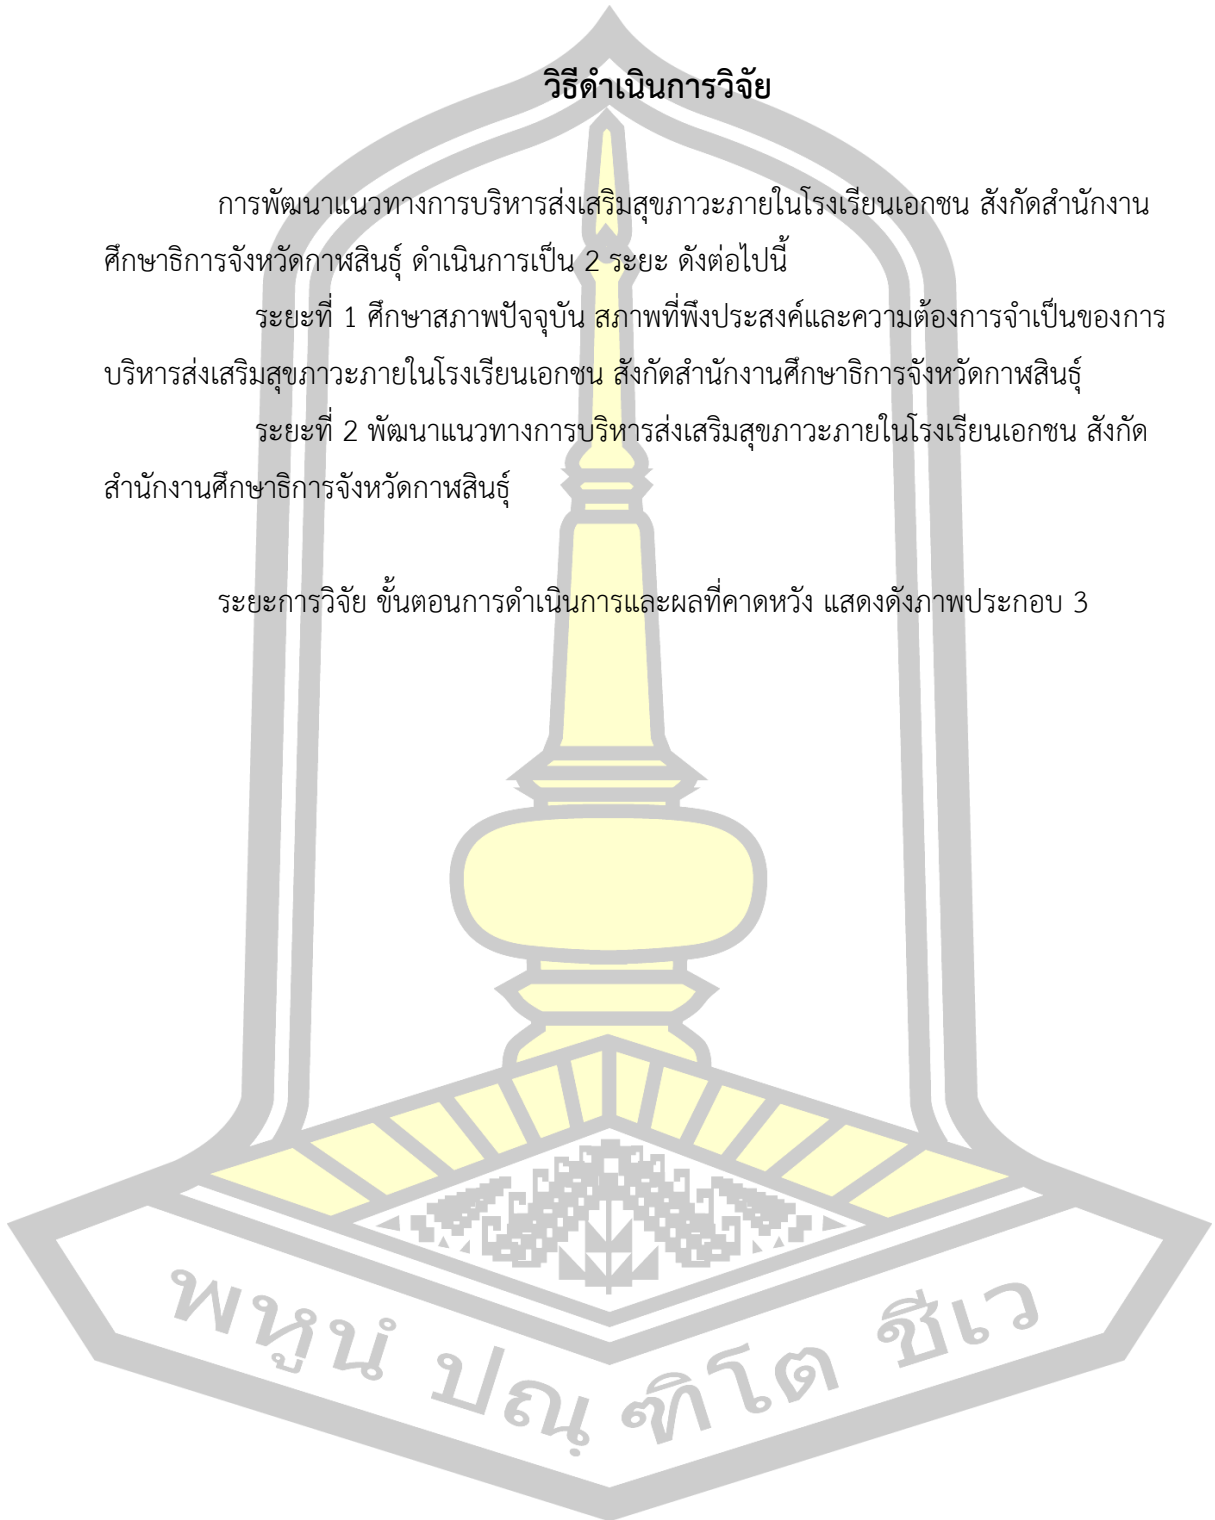 วิธีดำเนินการวิจัย
การพัฒนาแนวทางการบริหารส่งเสริมสุขภาวะภายในโรงเรียนเอกชน สังกัดสำนักงาน
ศึกษาธิการจังหวัดกาฬสินธุ์ ดำเนินการเป็น 2 ระยะ ดังต่อไปนี้
ระยะที่ 1 ศึกษาสภาพปัจจุบัน สภาพที่พึงประสงค์และความต้องการจำเป็นของการ
บริหารส่งเสริมสุขภาวะภายในโรงเรียนเอกชน สังกัดสำนักงานศึกษาธิการจังหวัดกาฬสินธุ์
ระยะที่ 2 พัฒนาแนวทางการบริหารส่งเสริมสุขภาวะภายในโรงเรียนเอกชน สังกัด
สำนักงานศึกษาธิการจังหวัดกาฬสินธุ์
ระยะการวิจัย ขั้นตอนการดำเนินการและผลที่คาดหวัง แสดงดังภาพประกอบ 3
พหูนํ ปณฺ ฑิโต ชีเว